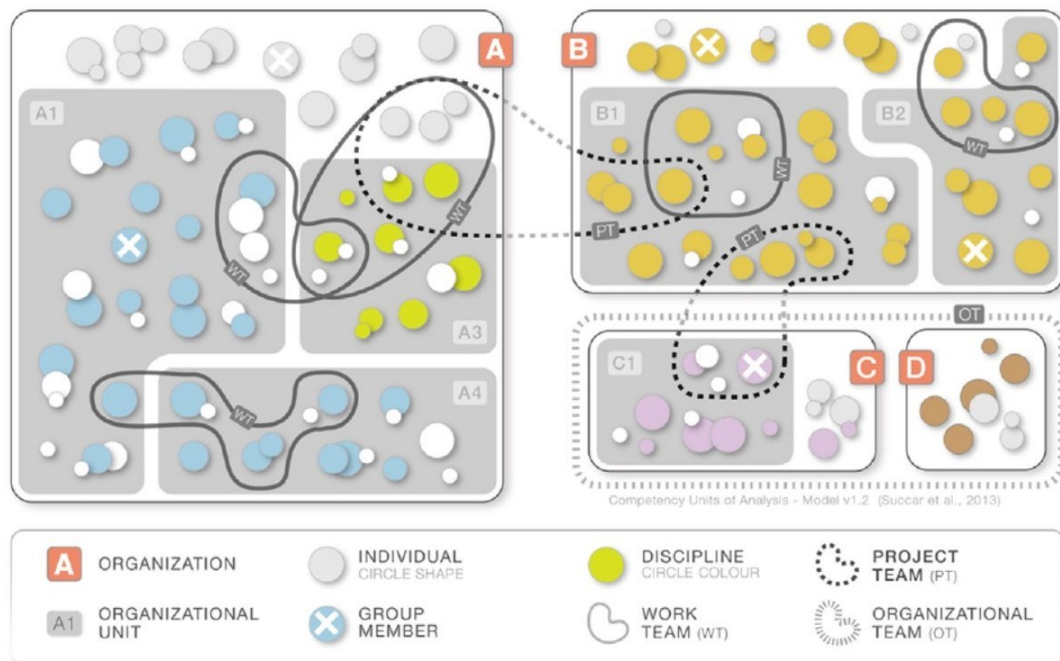 A
B
A1
B1
B2
WT
WT
WT
WT
PT
PT
WT
A3
OT
A4
WT
C1
C
D
Competency Units of Analysis - Model v1.2 (Succar et al., 2013)
A ORGANIZATION
INDIVIDUAL
CIRCLE SHAPE
DISCIPLINE
CIRCLE COLOUR
PROJECT
TEAM (PT)
A1 ORGANIZATIONAL
UNIT
GROUP
MEMBER
WORK
TEAM (WT)
ORGANIZATIONAL
TEAM (OT)